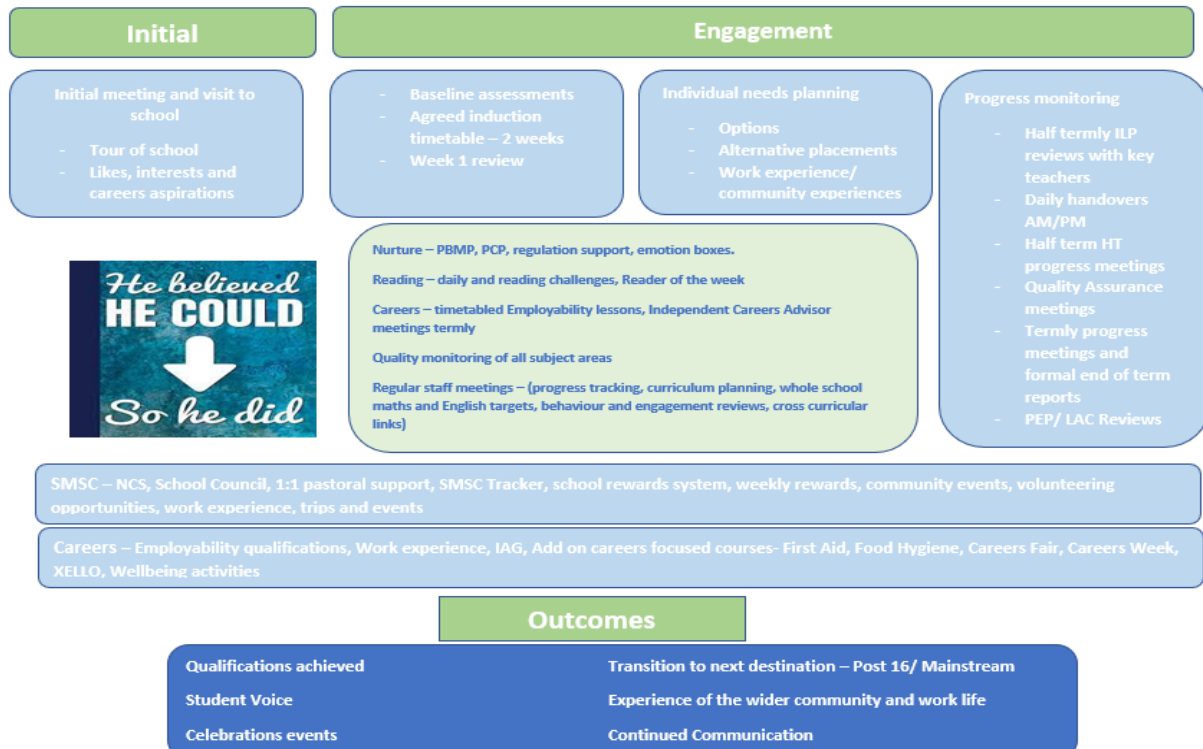 Initial
Engagement
Initial meeting and visit to
school
- Tour of school
- Likes, interests and
careers aspirations
- Baseline assessments
- Agreed induction
timetable – 2 weeks
- Week 1 review
Individual needs planning
- Options
- Alternative placements
- Work experience/
community experiences
Progress monitoring
- Half termly ILP
reviews with key
teachers
- Daily handovers
AM/PM
- Half term HT
progress meetings
- Quality Assurance
meetings
- Termly progress
meetings and
formal end of term
reports
- PEP/ LAC Reviews
He believed
HE COULD
So he did
Nurture – PBMP, PCP, regulation support, emotion boxes.
Reading – daily and reading challenges, Reader of the week
Careers – timetabled Employability lessons, Independent Careers Advisor
meetings termly
Quality monitoring of all subject areas
Regular staff meetings – (progress tracking, curriculum planning, whole school
maths and English targets, behaviour and engagement reviews, cross curricular
links)
SMSC – NCS, School Council, 1:1 pastoral support, SMSC Tracker, school rewards system, weekly rewards, community events, volunteering
opportunities, work experience, trips and events
Careers – Employability qualifications, Work experience, IAG, Add on careers focused courses- First Aid, Food Hygiene, Careers Fair, Careers Week,
XELLO, Wellbeing activities
Outcomes
Qualifications achieved
Transition to next destination – Post 16/ Mainstream
Student Voice
Experience of the wider community and work life
Celebrations events
Continued Communication